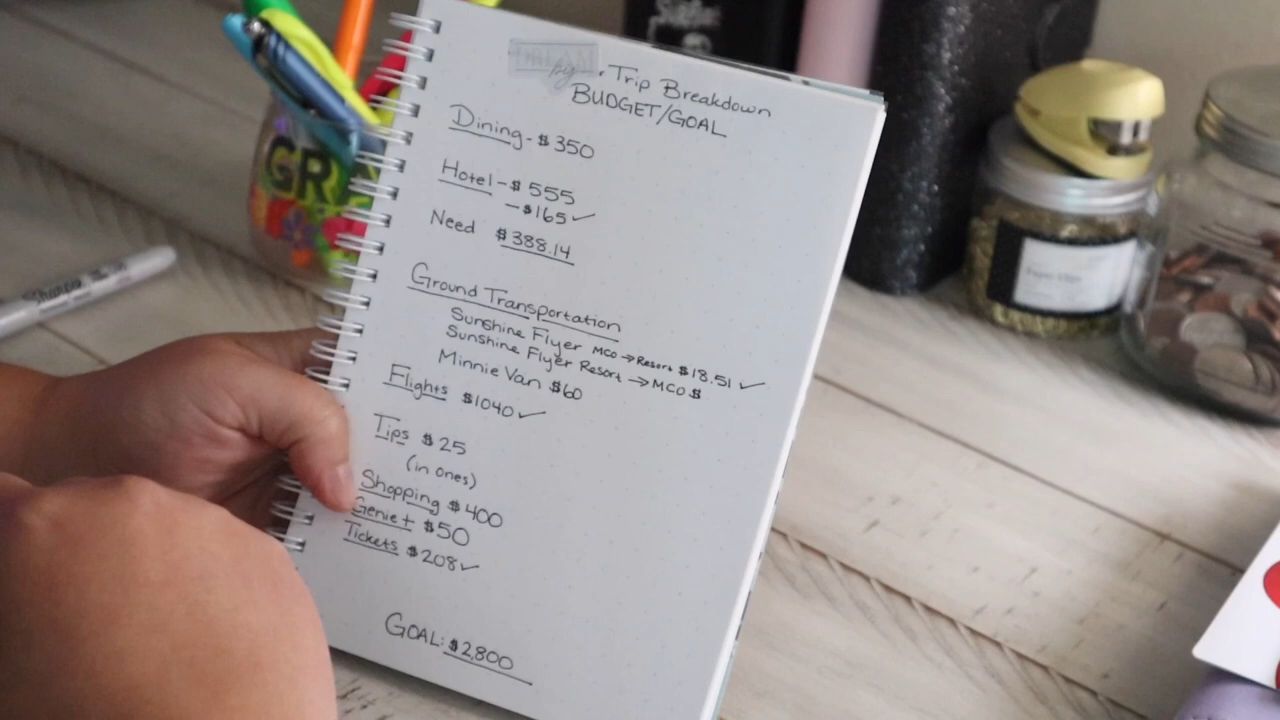 Trip Breakdown
BUDGET/GOAL
Dining - $350
Hotel - $555
- $165 ✓
Need $388.14
Ground Transportation
Sunshine Flyer MCO → Resort $18.51 ✓
Sunshine Flyer Resort → MCO $
Minnie Van $60
Flights $1040 ✓
Tips $25
(in ones)
Shopping $400
Genie+ $50
Tickets $208 ✓
GOAL: $2,800
Sharpie
GR